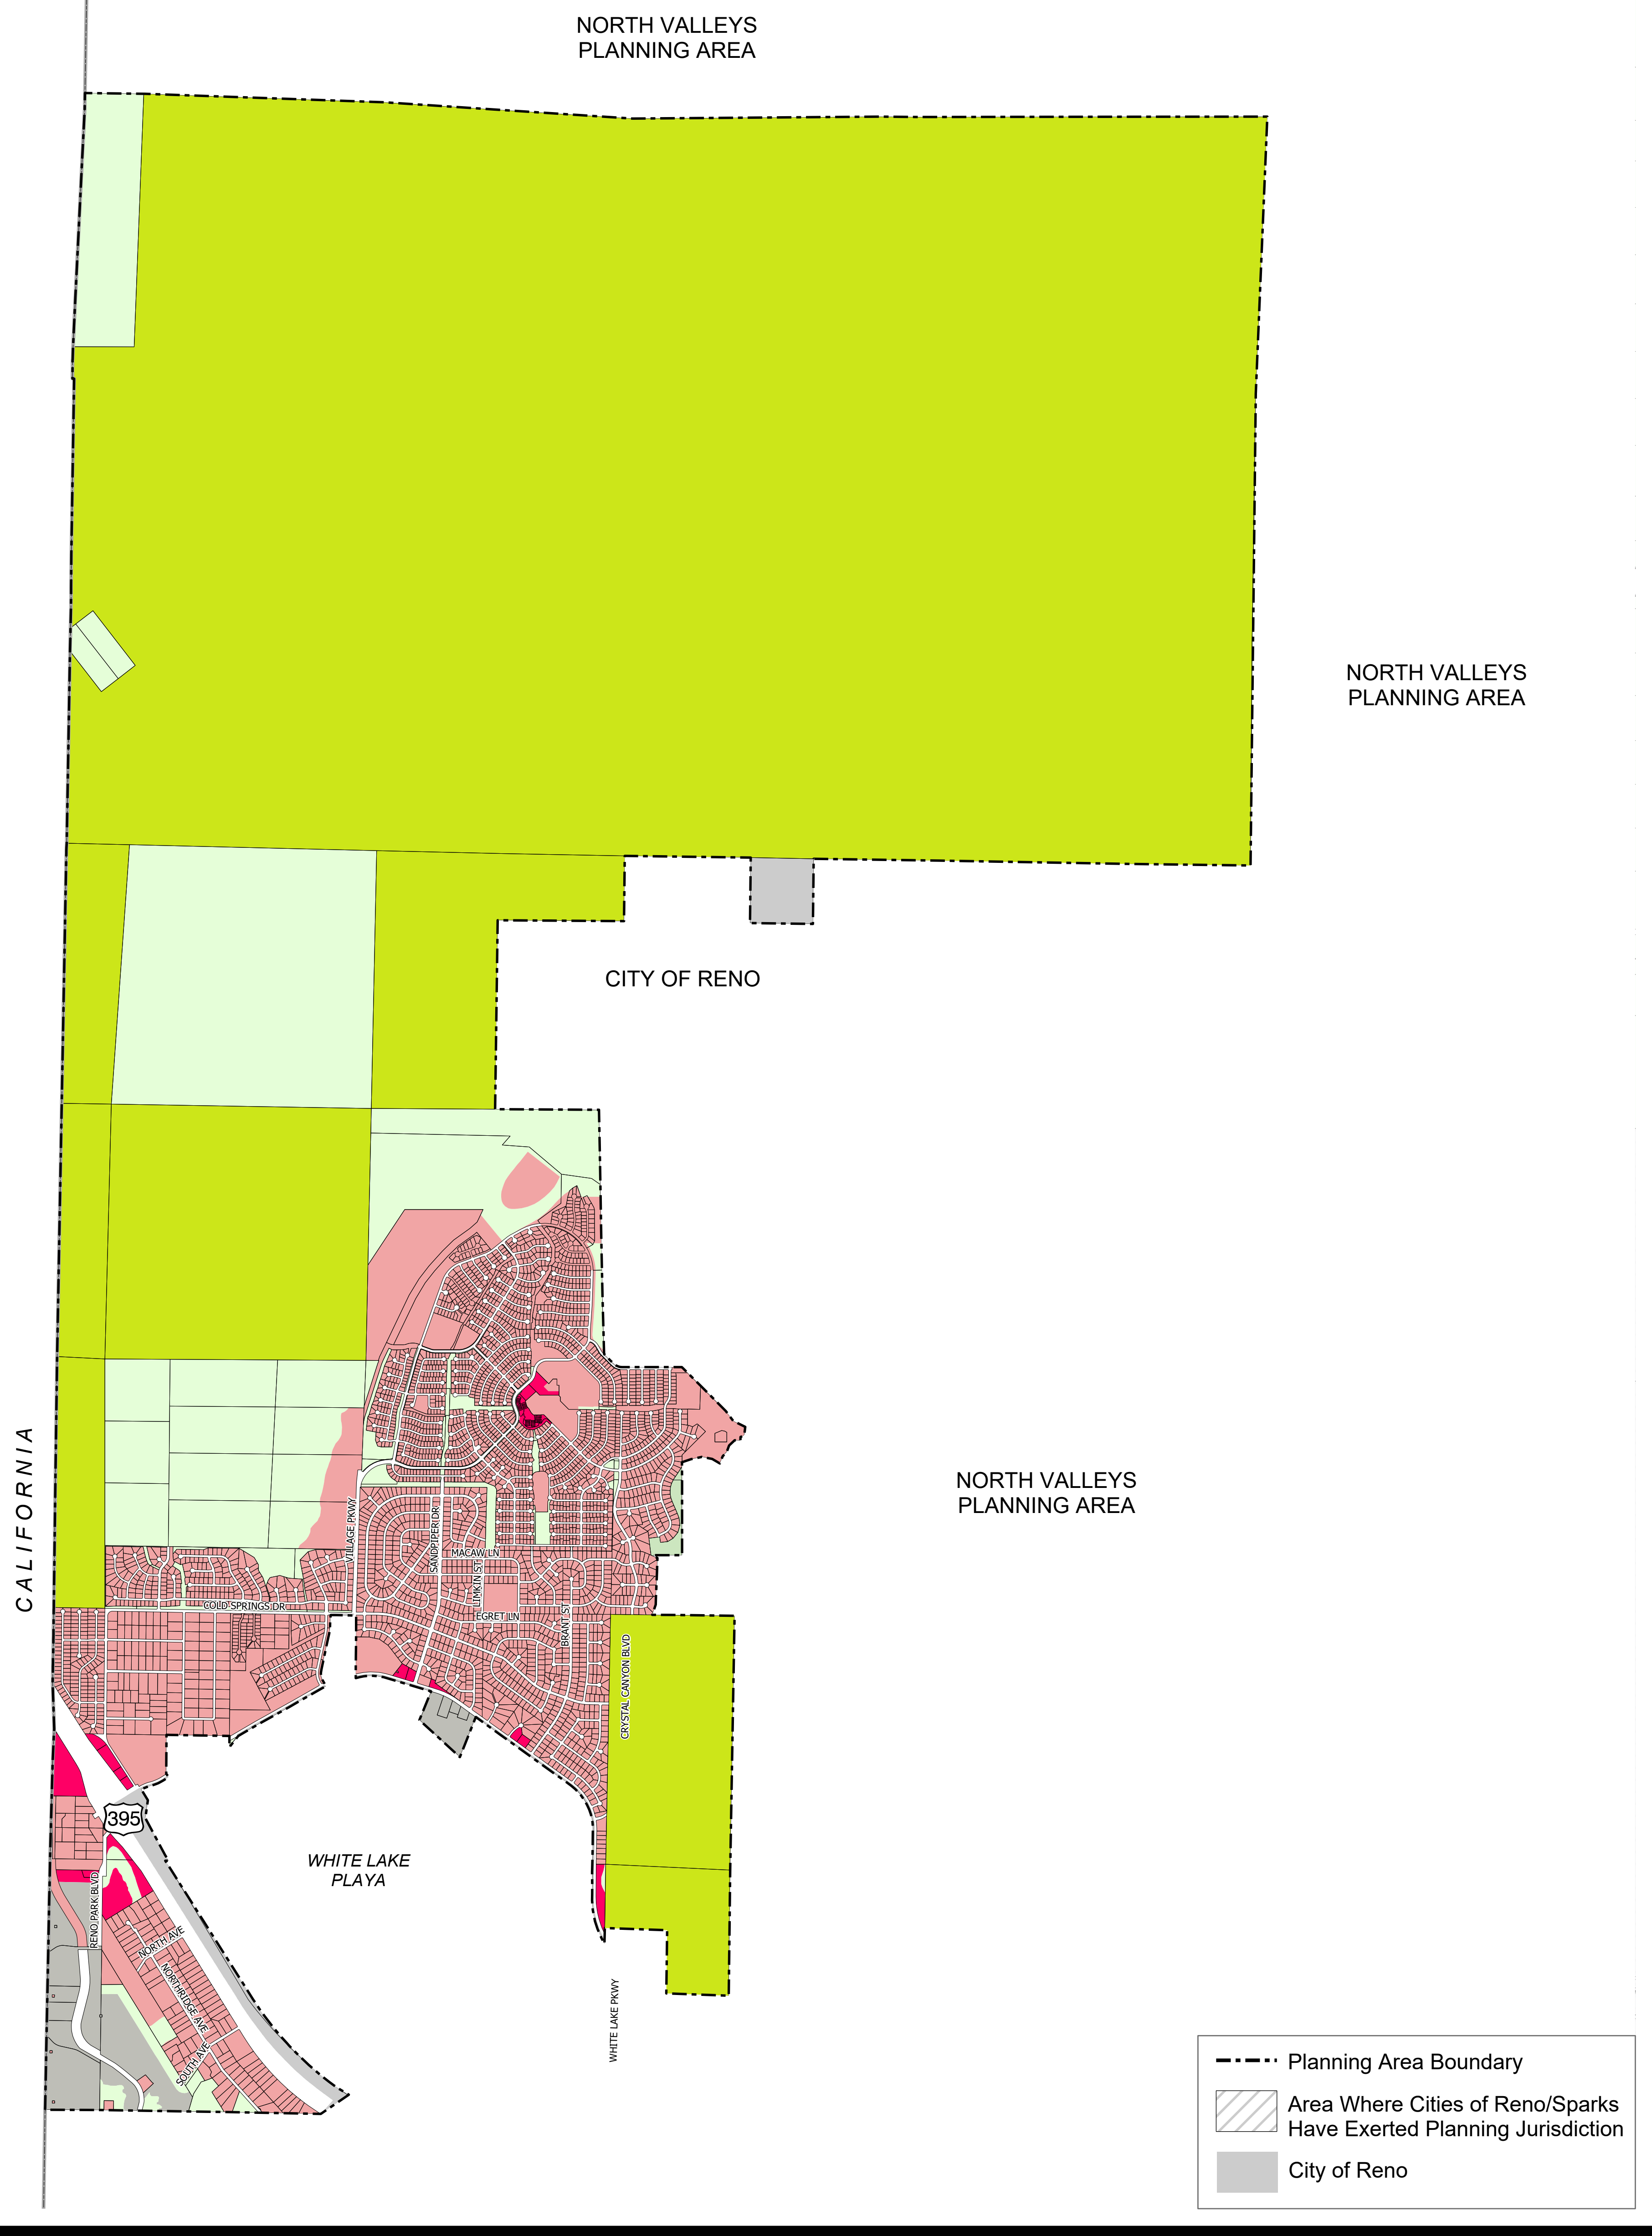 NORTH VALLEYS
PLANNING AREA
NORTH VALLEYS
PLANNING AREA
CITY OF RENO
CALIFORNIA
NORTH VALLEYS
PLANNING AREA
VILLAGE PKWY
SANDPIPER DR
MACAW LN
LIMKIN ST
COLD SPRINGS DR
EGRET LN
BRANT ST
CRYSTAL CANYON BLVD
395
WHITE LAKE
PLAYA
RENO PARK BLVD
NORTH AVE
NORTHRIDGE AVE
SOUTH AVE
WHITE LAKE PKWY
Planning Area Boundary
Area Where Cities of Reno/Sparks
Have Exerted Planning Jurisdiction
City of Reno